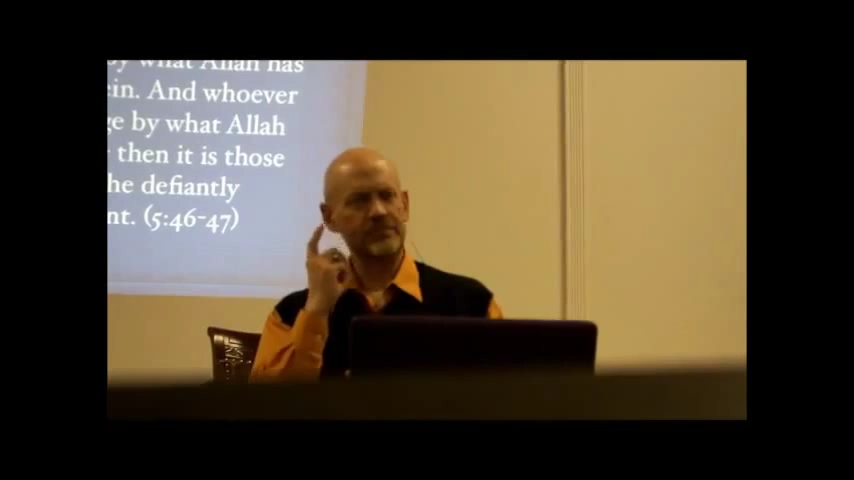 by what Allah has
ein. And whoever
ge by what Allah
then it is those
he defiantly
nt. (5:46-47)